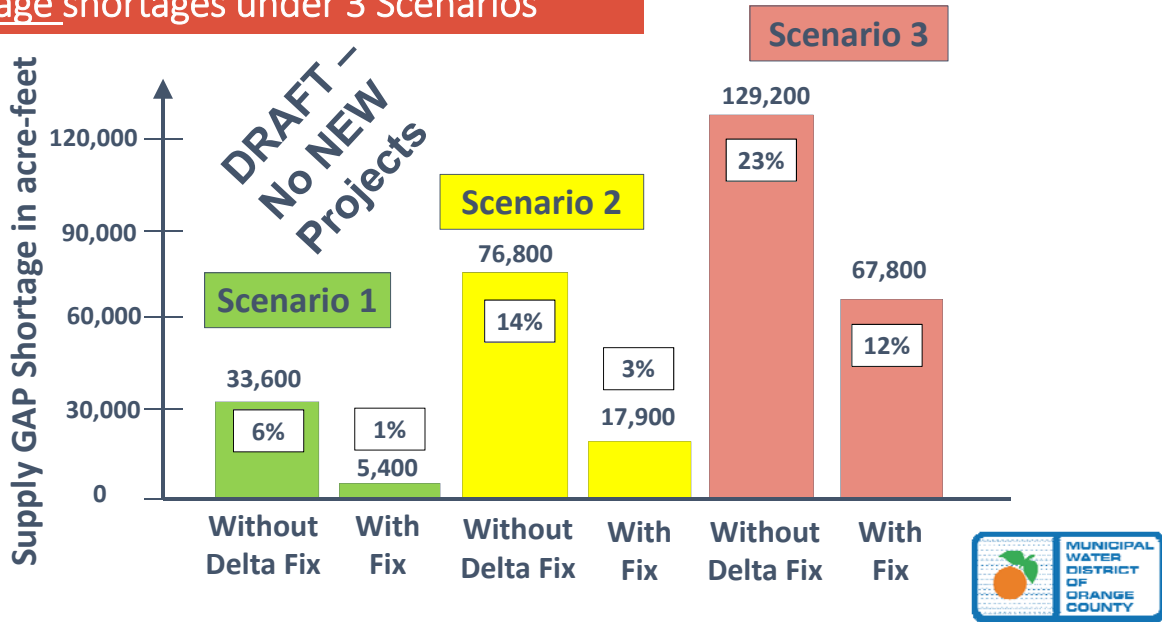 age shortages under 3 Scenarios
Supply GAP Shortage in acre-feet
120,000
90,000
60,000
30,000
0
DRAFT –
No NEW
Projects
Scenario 1
33,600
6%
1%
5,400
Scenario 2
76,800
14%
3%
17,900
Scenario 3
129,200
23%
67,800
12%
Without
Delta Fix
With
Fix
Without
Delta Fix
With
Fix
Without
Delta Fix
With
Fix
MUNICIPAL
WATER
DISTRICT
OF
ORANGE
COUNTY